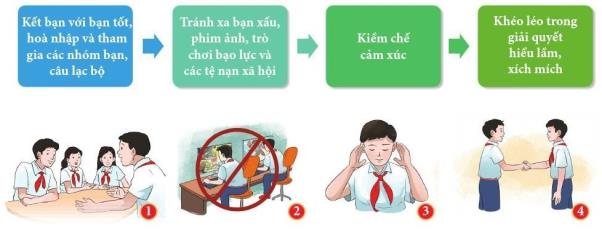 Kết bạn với bạn tốt,
hoà nhập và tham
gia các nhóm bạn,
câu lạc bộ
Tránh xa bạn xấu,
phim ảnh, trò
chơi bạo lực và
các tệ nạn xã hội
Kiềm chế
cảm xúc
Khéo léo trong
giải quyết
hiểu lầm,
xích mích
1
2
3
4